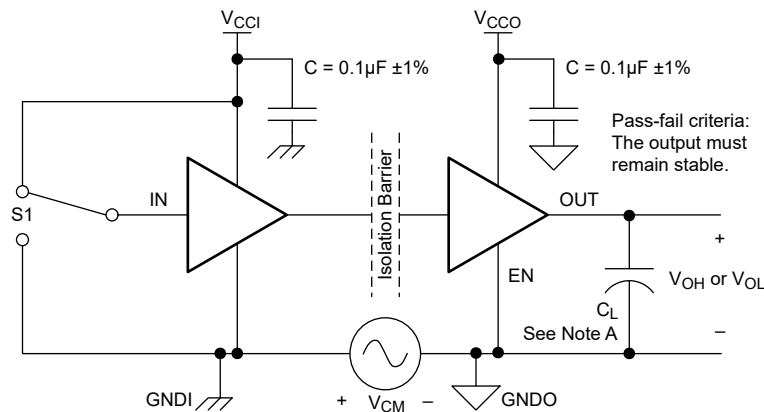 VCCI
VCCO
C = 0.1µF ±1%
C = 0.1µF ±1%
Pass-fail criteria:
The output must
remain stable.
Isolation Barrier
IN
OUT
S1
+
EN
VOH or VOL
CL
See Note A
–
GNDI
+
VCM
–
GNDO